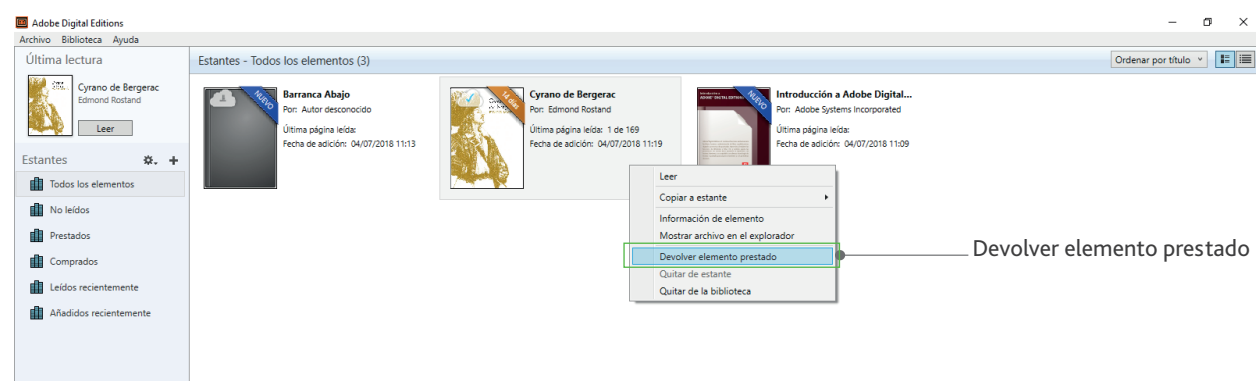 Adobe Digital Editions
Archivo Biblioteca Ayuda
Última lectura
Cyrano de Bergerac
Edmond Rostand
Leer
Estantes
Todos los elementos
No leídos
Prestados
Comprados
Leídos recientemente
Añadidos recientemente
Estantes - Todos los elementos (3)
Ordenar por título
NUEVO
Barranca Abajo
Por: Autor desconocido
Última página leída:
Fecha de adición: 04/07/2018 11:13
14 días
Cyrano de Bergerac
Por: Edmond Rostand
Última página leída: 1 de 169
Fecha de adición: 04/07/2018 11:19
NUEVO
Introducción a Adobe Digital...
Por: Adobe Systems Incorporated
Última página leída:
Fecha de adición: 04/07/2018 11:09
Leer
Copiar a estante
Información de elemento
Mostrar archivo en el explorador
Devolver elemento prestado
Quitar de estante
Quitar de la biblioteca
Devolver elemento prestado